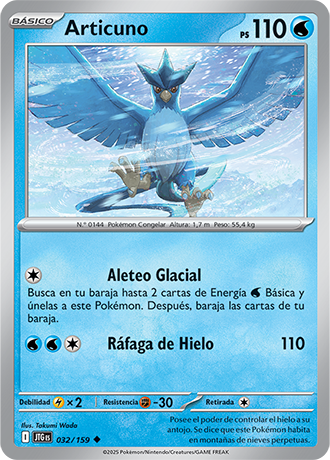 BÁSICO
Articuno
PS 110
N.º 0144 Pokémon Congelar Altura: 1,7 m Peso: 55,4 kg
Aleteo Glacial
Busca en tu baraja hasta 2 cartas de Energía Básica y
únelas a este Pokémon. Después, baraja las cartas de tu
baraja.
Ráfaga de Hielo 110
Debilidad ×2 Resistencia -30 Retirada
Ilus. Takumi Wada
I JTG ES 032/159
©2025 Pokémon/Nintendo/Creatures/GAME FREAK
Posee el poder de controlar el hielo a su
antojo. Se dice que este Pokémon habita
en montañas de nieves perpetuas.